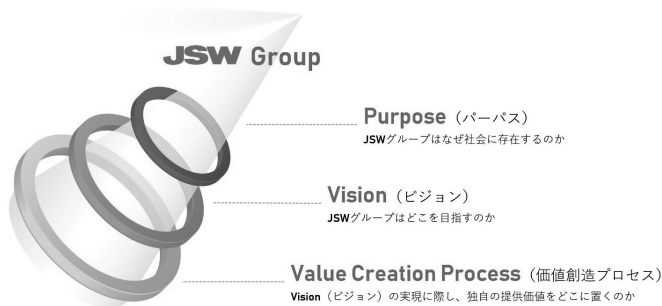 JSW Group
Purpose（パーパス）
JSWグループはなぜ社会に存在するのか
Vision（ビジョン）
JSWグループはどこを目指すのか
Value Creation Process（価値創造プロセス）
Vision（ビジョン）の実現に際し、独自の提供価値をどこに置くのか